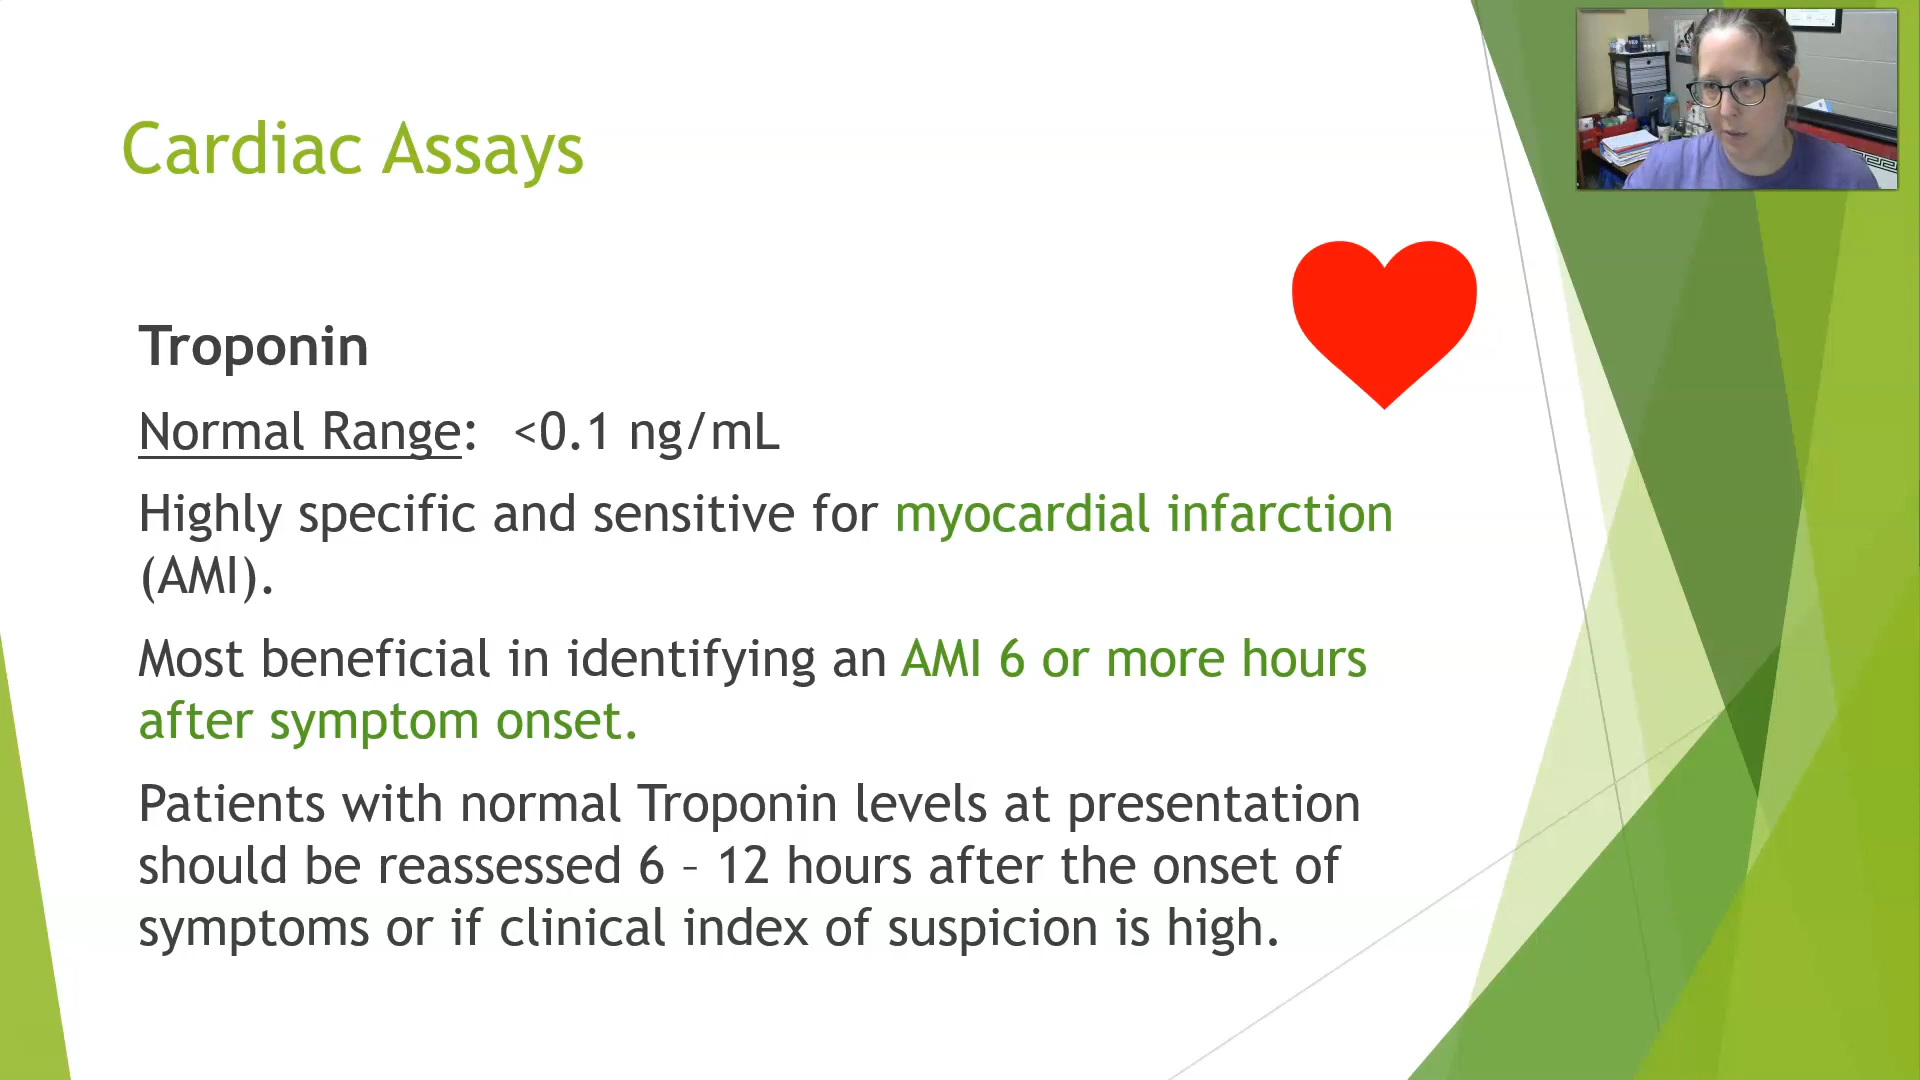 Cardiac Assays
Troponin
Normal Range:  <0.1 ng/mL
Highly specific and sensitive for myocardial infarction
(AMI).
Most beneficial in identifying an AMI 6 or more hours
after symptom onset.
Patients with normal Troponin levels at presentation
should be reassessed 6 – 12 hours after the onset of
symptoms or if clinical index of suspicion is high.